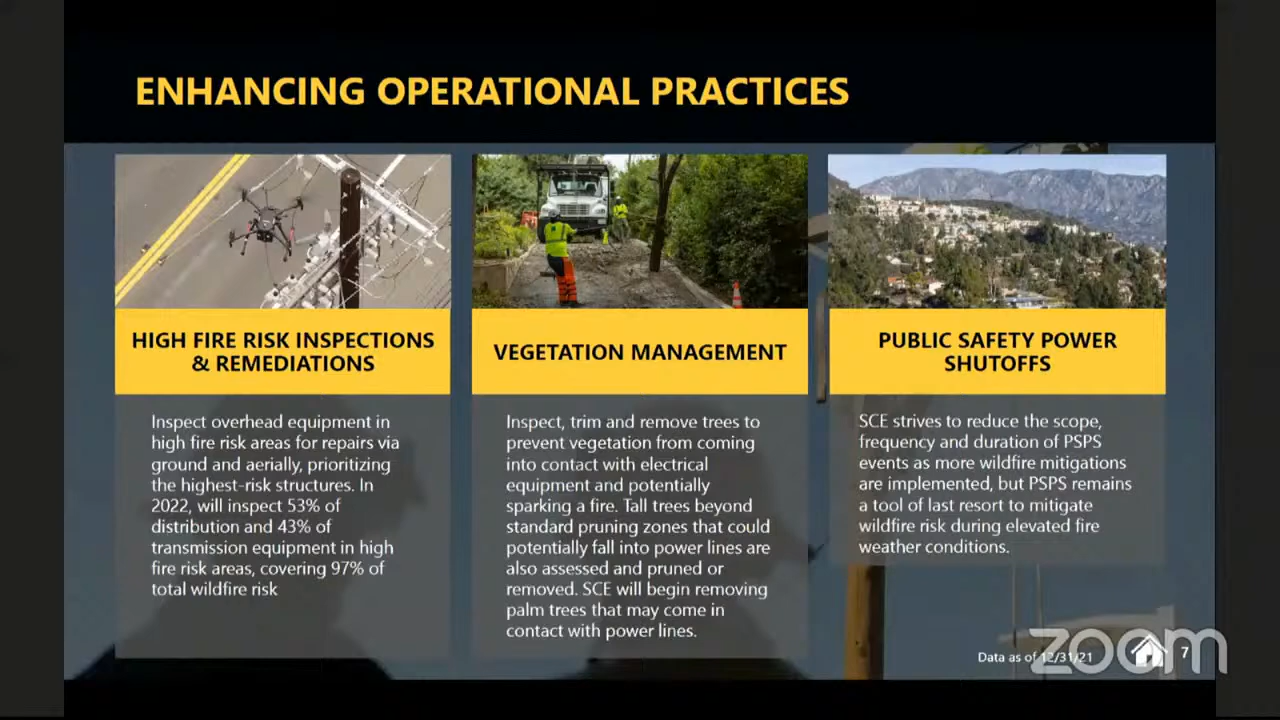 ENHANCING OPERATIONAL PRACTICES
HIGH FIRE RISK INSPECTIONS
& REMEDIATIONS
Inspect overhead equipment in
high fire risk areas for repairs via
ground and aerially, prioritizing
the highest-risk structures. In
2022, will inspect 53% of
distribution and 43% of
transmission equipment in high
fire risk areas, covering 97% of
total wildfire risk
VEGETATION MANAGEMENT
Inspect, trim and remove trees to
prevent vegetation from coming
into contact with electrical
equipment and potentially
sparking a fire. Tall trees beyond
standard pruning zones that could
potentially fall into power lines are
also assessed and pruned or
removed. SCE will begin removing
palm trees that may come in
contact with power lines.
PUBLIC SAFETY POWER
SHUTOFFS
SCE strives to reduce the scope,
frequency and duration of PSPS
events as more wildfire mitigations
are implemented, but PSPS remains
a tool of last resort to mitigate
wildfire risk during elevated fire
weather conditions.
Data as of 12/31/21
7
zoom